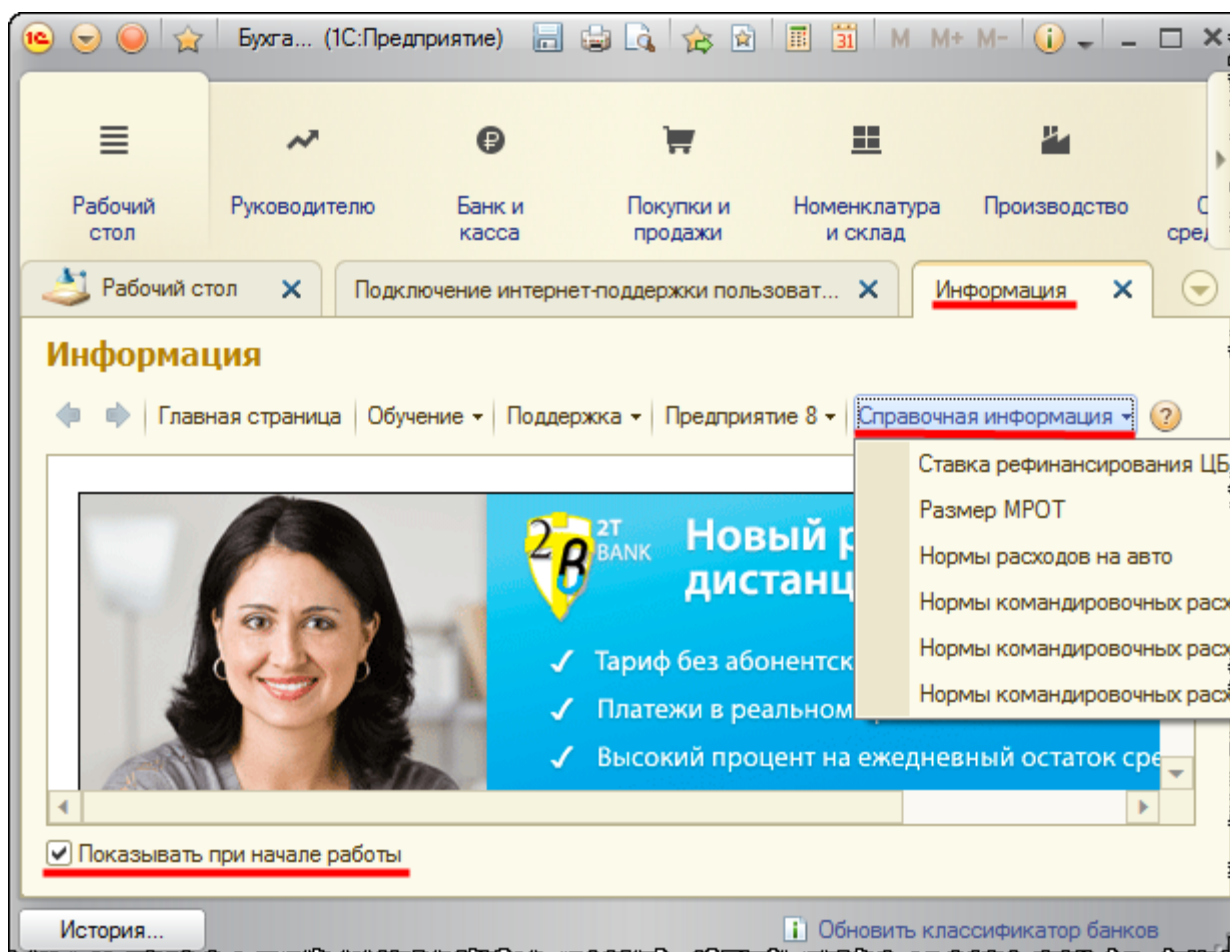 Бухга... (1С:Предприятие)
31 M M+ M-
Рабочий стол
Руководителю
Банк и касса
Покупки и продажи
Номенклатура и склад
Производство
Рабочий стол
Подключение интернет-поддержки пользоват...
Информация
Информация
Главная страница Обучение Поддержка Предприятие 8 Справочная информация ?
Ставка рефинансирования ЦБ
Размер МРОТ
Нормы расходов на авто
Нормы командировочных расх
Нормы командировочных расх
Нормы командировочных расх
2B 2T BANK
Новый р
дистанц
Тариф без абонентск
Платежи в реальном
Высокий процент на ежедневный остаток сре
Показывать при начале работы
История...
Обновить классификатор банков